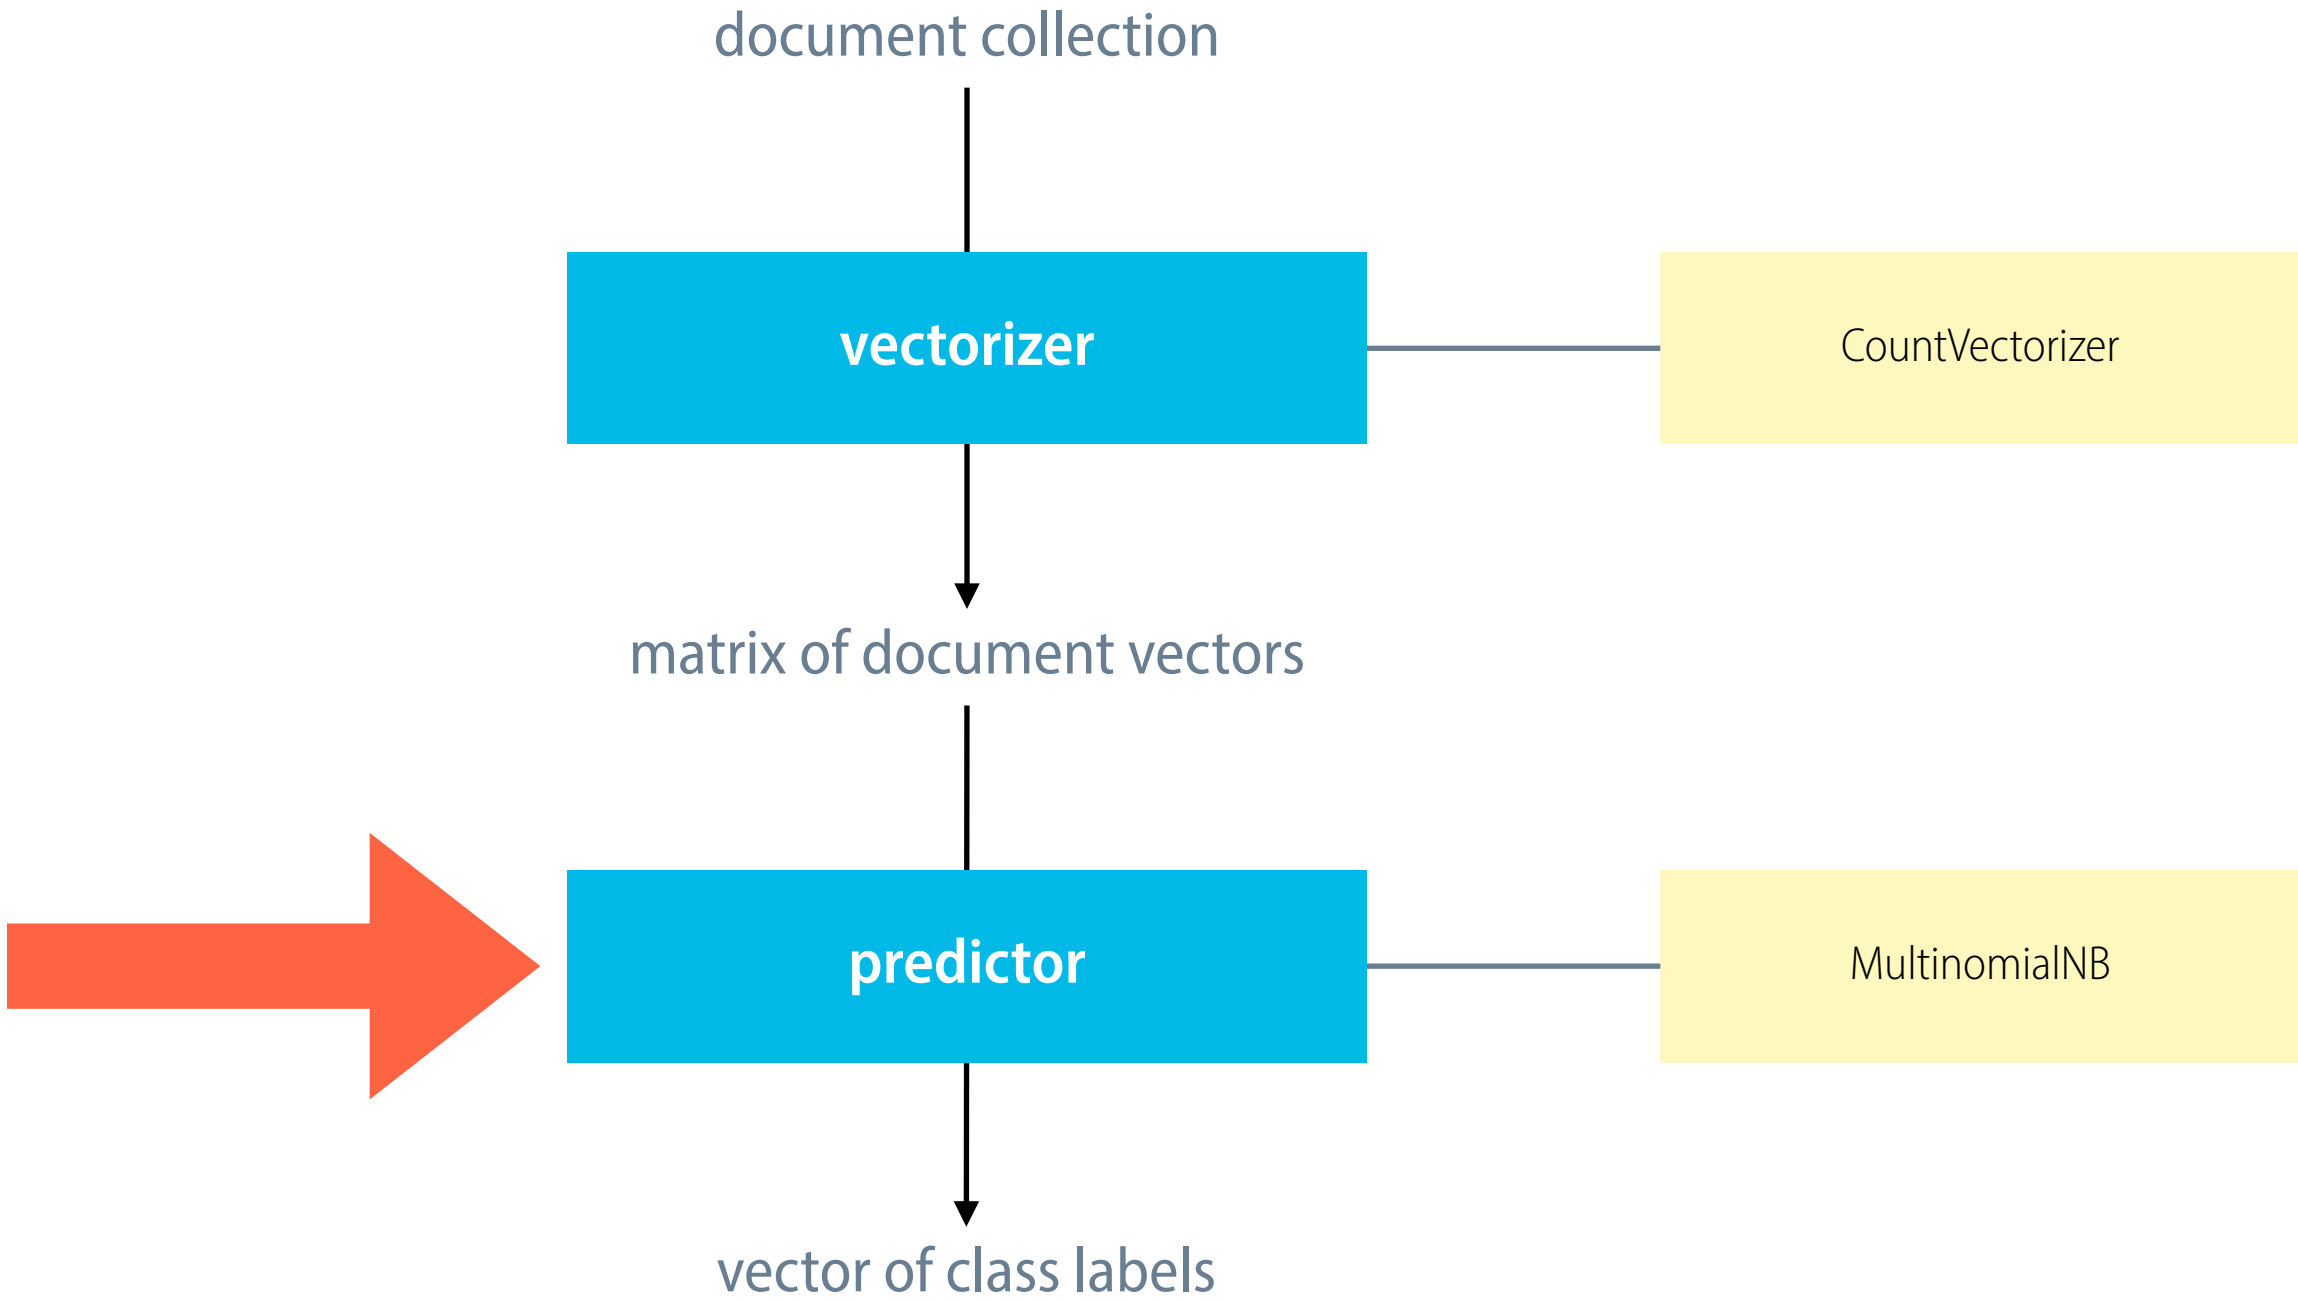 document collection
vectorizer
CountVectorizer
matrix of document vectors
predictor
MultinomialNB
vector of class labels